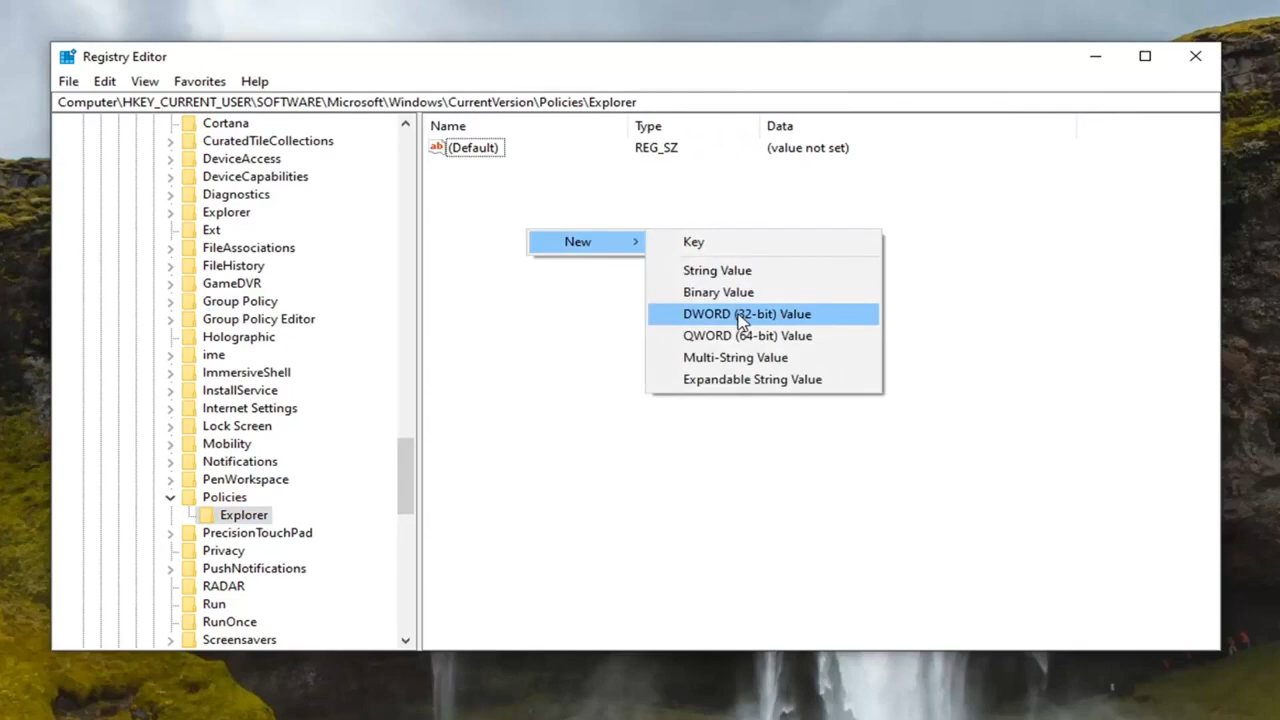 Registry Editor
File Edit View Favorites Help
Computer\HKEY_CURRENT_USER\SOFTWARE\Microsoft\Windows\CurrentVersion\Policies\Explorer
Cortana
CuratedTileCollections
DeviceAccess
DeviceCapabilities
Diagnostics
Explorer
Ext
FileAssociations
FileHistory
GameDVR
Group Policy
Group Policy Editor
Holographic
ime
ImmersiveShell
InstallService
Internet Settings
Lock Screen
Mobility
Notifications
PenWorkspace
Policies
Explorer
PrecisionTouchPad
Privacy
PushNotifications
RADAR
Run
RunOnce
Screensavers
Name Type Data
ab (Default) REG_SZ (value not set)
New
Key
String Value
Binary Value
DWORD (32-bit) Value
QWORD (64-bit) Value
Multi-String Value
Expandable String Value